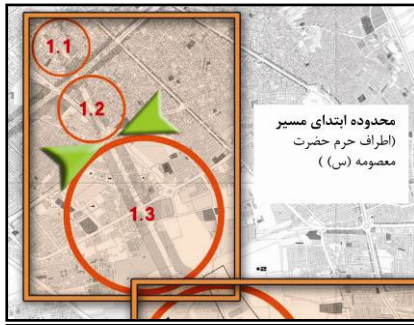 1.1
1.2
1.3
محدوده ابتدای مسیر
(اطراف حرم حضرت
معصومه (س) )